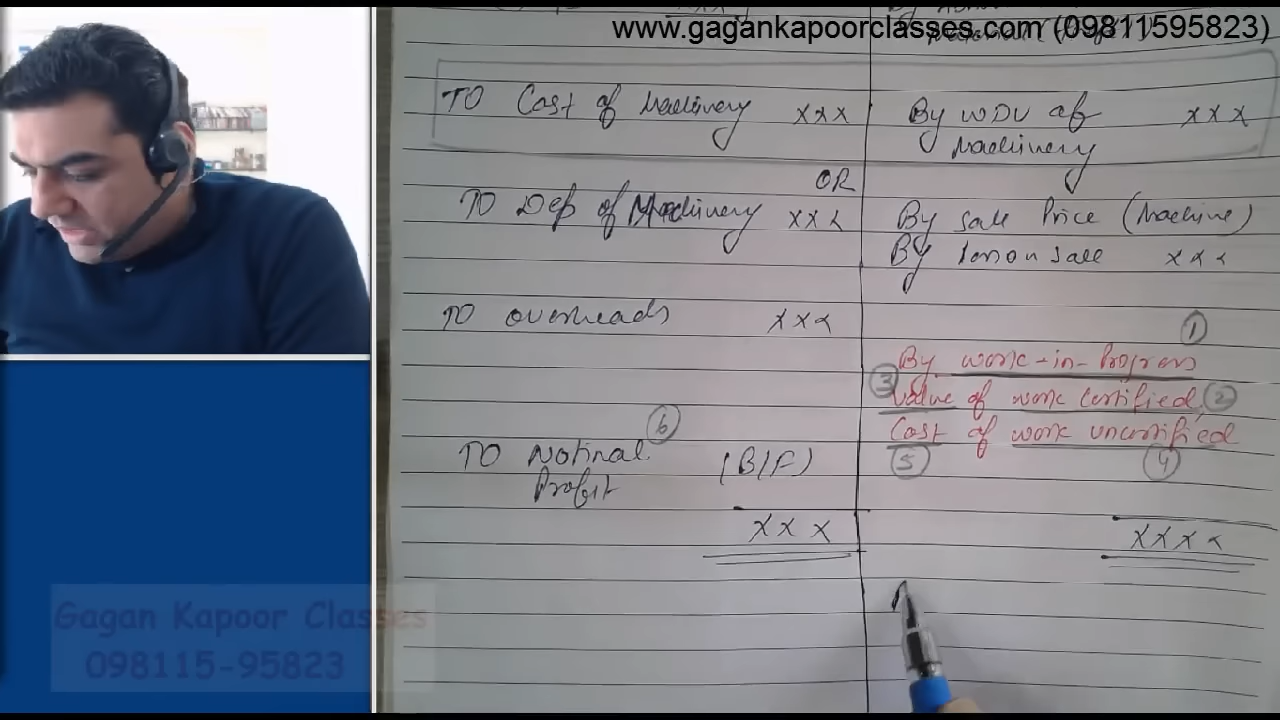 www.gagankapoorclasses.com (09811595823)
TO Cost of Machinery xxx
By WDV of xxx
Machinery
OR
TO Dep of Machinery xxx
By Sale Price (Machine)
By loss on sale xxx
TO overheads xxx
1
By work-in-Progress
3
Value of work certified, 2
Cost of work uncertified
5 4
6
TO Notinal
Profit
(B/F)
xxx
xxxx
Gagan Kapoor Classes
098115-95823